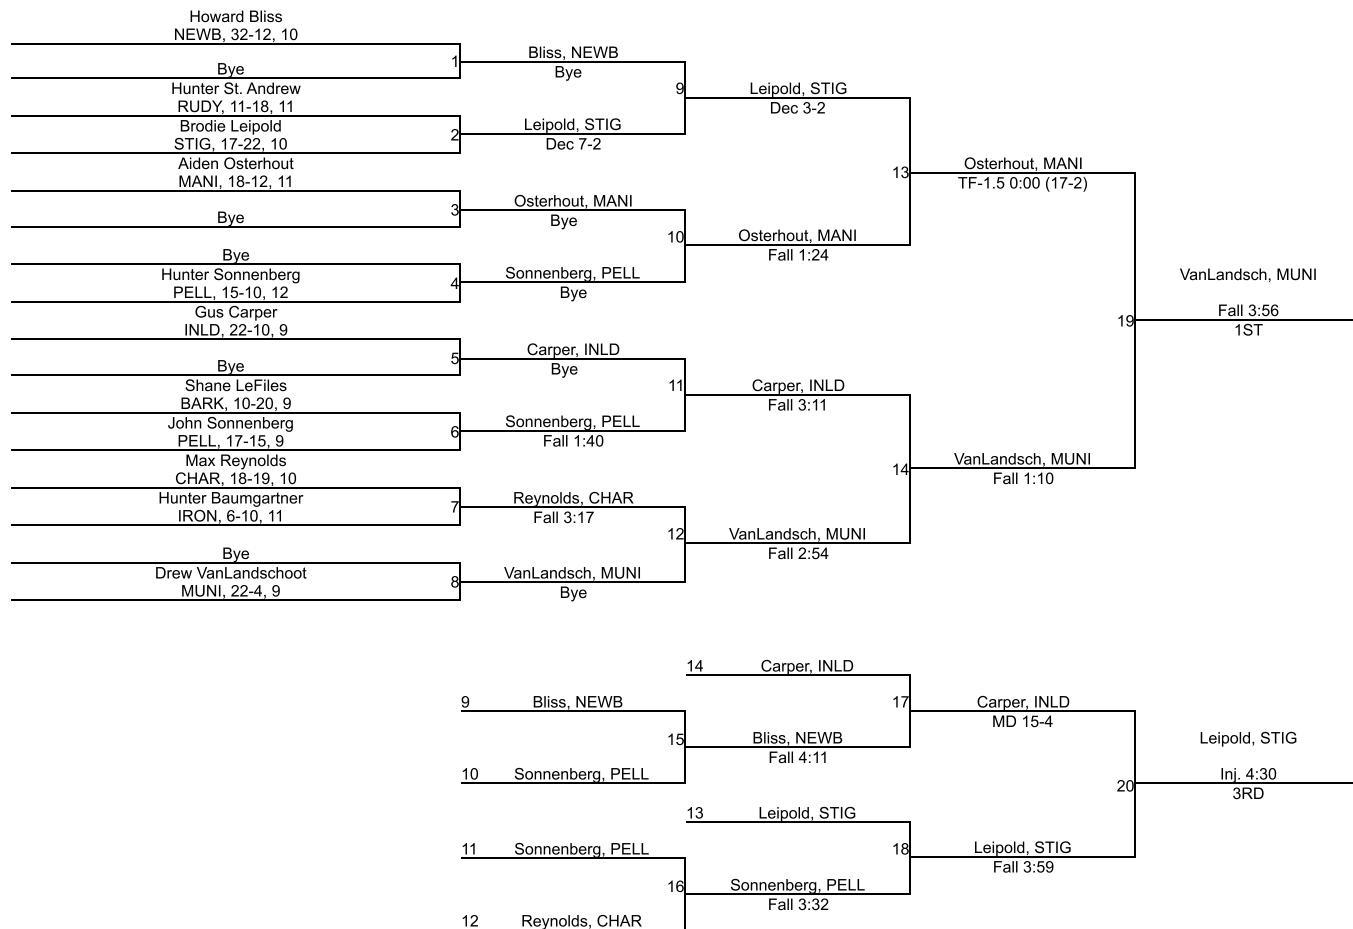 Howard Bliss
NEWB, 32-12, 10
Bye
1
Hunter St. Andrew
RUDY, 11-18, 11
Brodie Leipold
STIG, 17-22, 10
2
Aiden Osterhout
MANI, 18-12, 11
Bye
3
Bye
Hunter Sonnenberg
PELL, 15-10, 12
4
Gus Carper
INLD, 22-10, 9
Bye
5
Shane LeFiles
BARK, 10-20, 9
John Sonnenberg
PELL, 17-15, 9
6
Max Reynolds
CHAR, 18-19, 10
Hunter Baumgartner
IRON, 6-10, 11
7
Bye
Drew VanLandschoot
MUNI, 22-4, 9
8
Bliss, NEWB
Bye
9
Leipold, STIG
Dec 7-2
Osterhout, MANI
Bye
10
Sonnenberg, PELL
Bye
Carper, INLD
Bye
11
Sonnenberg, PELL
Fall 1:40
Reynolds, CHAR
Fall 3:17
12
VanLandsch, MUNI
Bye
Leipold, STIG
Dec 3-2
13
Osterhout, MANI
Fall 1:24
Carper, INLD
Fall 3:11
14
VanLandsch, MUNI
Fall 2:54
Osterhout, MANI
TF-1.5 0:00 (17-2)
19
VanLandsch, MUNI
Fall 1:10
VanLandsch, MUNI
Fall 3:56
1ST
14 Carper, INLD
9 Bliss, NEWB
15
10 Sonnenberg, PELL
Bliss, NEWB
Fall 4:11
17
13 Leipold, STIG
11 Sonnenberg, PELL
16
12 Reynolds, CHAR
Sonnenberg, PELL
Fall 3:32
18
Carper, INLD
MD 15-4
20
Leipold, STIG
Fall 3:59
Leipold, STIG
Inj. 4:30
3RD